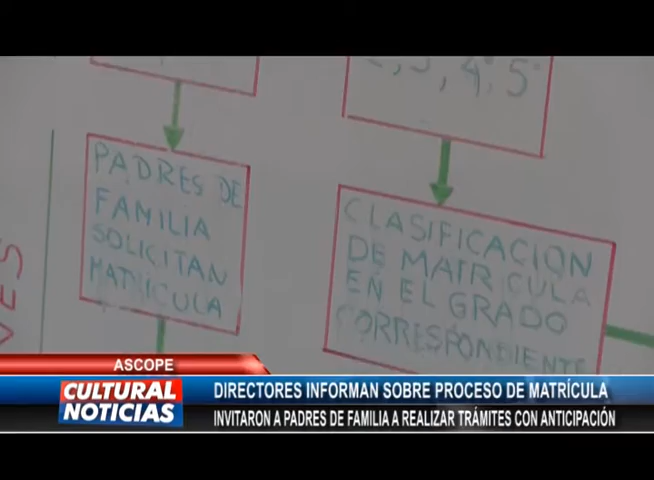 2, 3, 4°, 5°
PADRES DE
FAMILIA
SOLICITAN
MATRICULA
CLASIFICACION
DE MATRICULA
EN EL GRADO
CORRESPONDIENTE
VES
ASCOPE
CULTURAL
NOTICIAS
DIRECTORES INFORMAN SOBRE PROCESO DE MATRÍCULA
INVITARON A PADRES DE FAMILIA A REALIZAR TRÁMITES CON ANTICIPACIÓN